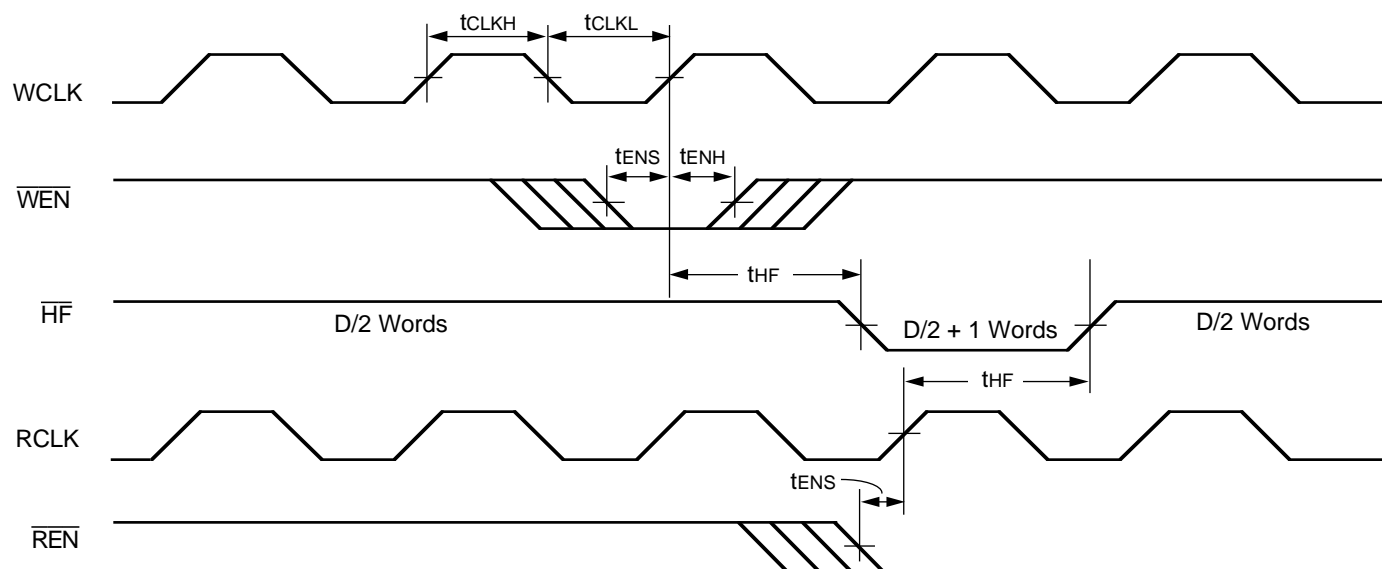 tCLKH
tCLKL
WCLK
tENS
tENH
WEN
tHF
HF
D/2 Words
D/2 + 1 Words
D/2 Words
tHF
RCLK
tENS
REN